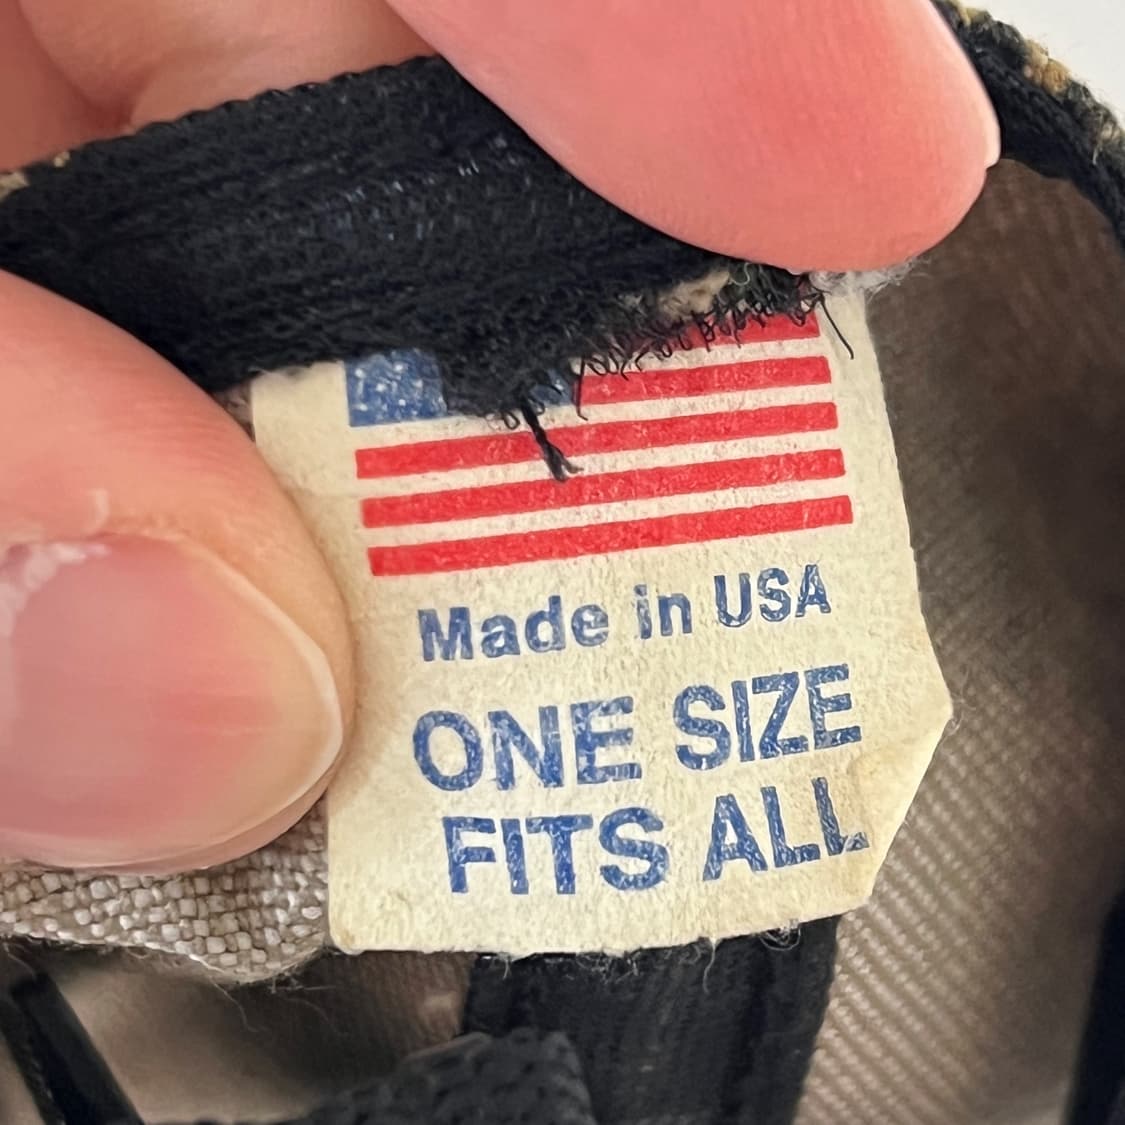 Made in USA
ONE SIZE
FITS ALL